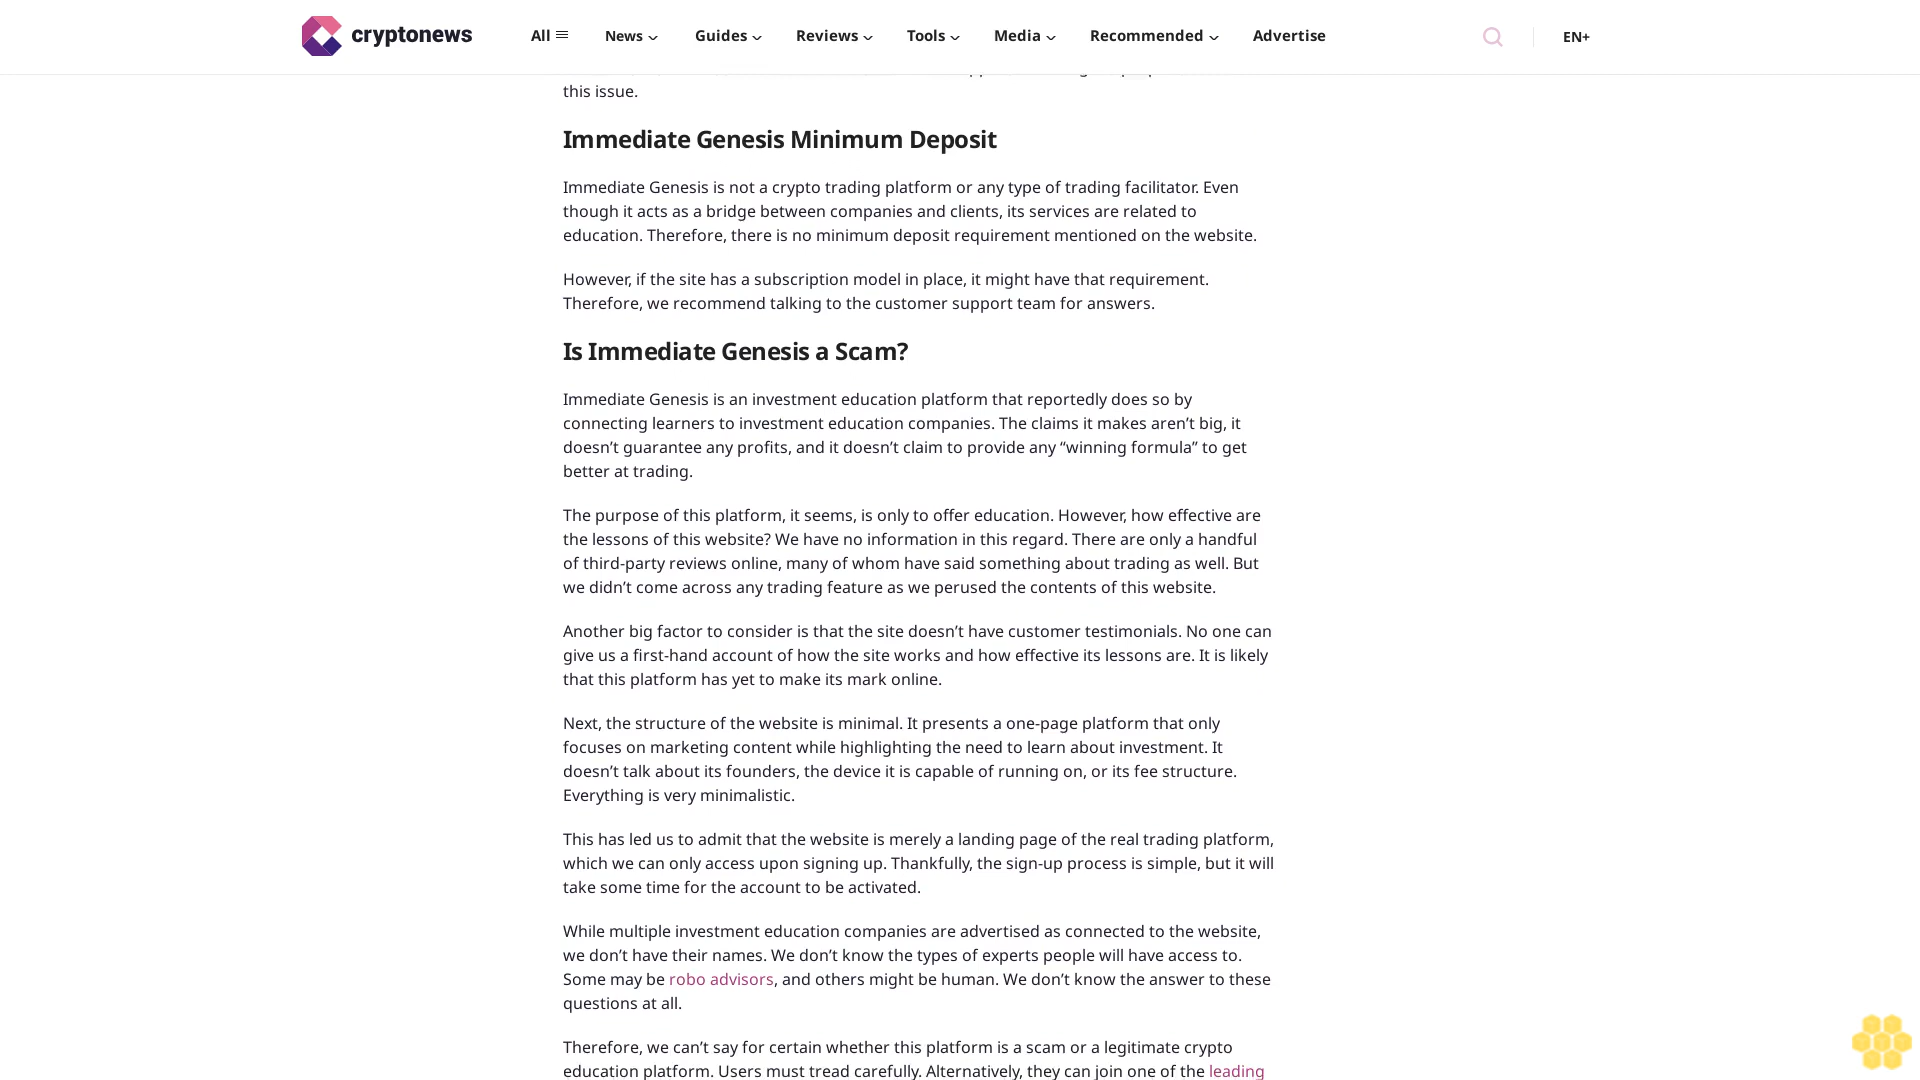 cryptonews
All
News
Guides
Reviews
Tools
Media
Recommended
Advertise
EN+
this issue.
Immediate Genesis Minimum Deposit
Immediate Genesis is not a crypto trading platform or any type of trading facilitator. Even
though it acts as a bridge between companies and clients, its services are related to
education. Therefore, there is no minimum deposit requirement mentioned on the website.
However, if the site has a subscription model in place, it might have that requirement.
Therefore, we recommend talking to the customer support team for answers.
Is Immediate Genesis a Scam?
Immediate Genesis is an investment education platform that reportedly does so by
connecting learners to investment education companies. The claims it makes aren’t big, it
doesn’t guarantee any profits, and it doesn’t claim to provide any “winning formula” to get
better at trading.
The purpose of this platform, it seems, is only to offer education. However, how effective are
the lessons of this website? We have no information in this regard. There are only a handful
of third-party reviews online, many of whom have said something about trading as well. But
we didn’t come across any trading feature as we perused the contents of this website.
Another big factor to consider is that the site doesn’t have customer testimonials. No one can
give us a first-hand account of how the site works and how effective its lessons are. It is likely
that this platform has yet to make its mark online.
Next, the structure of the website is minimal. It presents a one-page platform that only
focuses on marketing content while highlighting the need to learn about investment. It
doesn’t talk about its founders, the device it is capable of running on, or its fee structure.
Everything is very minimalistic.
This has led us to admit that the website is merely a landing page of the real trading platform,
which we can only access upon signing up. Thankfully, the sign-up process is simple, but it will
take some time for the account to be activated.
While multiple investment education companies are advertised as connected to the website,
we don’t have their names. We don’t know the types of experts people will have access to.
Some may be robo advisors, and others might be human. We don’t know the answer to these
questions at all.
Therefore, we can’t say for certain whether this platform is a scam or a legitimate crypto
education platform. Users must tread carefully. Alternatively, they can join one of the leading